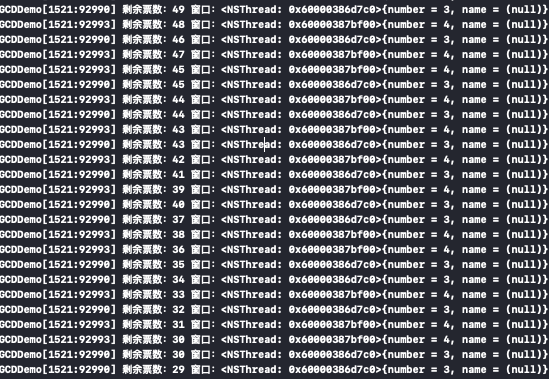 GCDDemo[1521:92990] 剩余票数：49 窗口：<NSThread: 0x60000386d7c0>{number = 3, name = (null)}
GCDDemo[1521:92993] 剩余票数：48 窗口：<NSThread: 0x60000387bf00>{number = 4, name = (null)}
GCDDemo[1521:92990] 剩余票数：46 窗口：<NSThread: 0x60000386d7c0>{number = 3, name = (null)}
GCDDemo[1521:92993] 剩余票数：47 窗口：<NSThread: 0x60000387bf00>{number = 4, name = (null)}
GCDDemo[1521:92993] 剩余票数：45 窗口：<NSThread: 0x60000387bf00>{number = 4, name = (null)}
GCDDemo[1521:92990] 剩余票数：45 窗口：<NSThread: 0x60000386d7c0>{number = 3, name = (null)}
GCDDemo[1521:92993] 剩余票数：44 窗口：<NSThread: 0x60000387bf00>{number = 4, name = (null)}
GCDDemo[1521:92990] 剩余票数：44 窗口：<NSThread: 0x60000386d7c0>{number = 3, name = (null)}
GCDDemo[1521:92993] 剩余票数：43 窗口：<NSThread: 0x60000387bf00>{number = 4, name = (null)}
GCDDemo[1521:92990] 剩余票数：43 窗口：<NSThread: 0x60000386d7c0>{number = 3, name = (null)}
GCDDemo[1521:92993] 剩余票数：42 窗口：<NSThread: 0x60000387bf00>{number = 4, name = (null)}
GCDDemo[1521:92990] 剩余票数：41 窗口：<NSThread: 0x60000386d7c0>{number = 3, name = (null)}
GCDDemo[1521:92993] 剩余票数：39 窗口：<NSThread: 0x60000387bf00>{number = 4, name = (null)}
GCDDemo[1521:92990] 剩余票数：40 窗口：<NSThread: 0x60000386d7c0>{number = 3, name = (null)}
GCDDemo[1521:92990] 剩余票数：37 窗口：<NSThread: 0x60000386d7c0>{number = 3, name = (null)}
GCDDemo[1521:92993] 剩余票数：38 窗口：<NSThread: 0x60000387bf00>{number = 4, name = (null)}
GCDDemo[1521:92993] 剩余票数：36 窗口：<NSThread: 0x60000387bf00>{number = 4, name = (null)}
GCDDemo[1521:92990] 剩余票数：35 窗口：<NSThread: 0x60000386d7c0>{number = 3, name = (null)}
GCDDemo[1521:92990] 剩余票数：34 窗口：<NSThread: 0x60000386d7c0>{number = 3, name = (null)}
GCDDemo[1521:92993] 剩余票数：33 窗口：<NSThread: 0x60000387bf00>{number = 4, name = (null)}
GCDDemo[1521:92990] 剩余票数：32 窗口：<NSThread: 0x60000386d7c0>{number = 3, name = (null)}
GCDDemo[1521:92993] 剩余票数：31 窗口：<NSThread: 0x60000387bf00>{number = 4, name = (null)}
GCDDemo[1521:92993] 剩余票数：30 窗口：<NSThread: 0x60000387bf00>{number = 4, name = (null)}
GCDDemo[1521:92990] 剩余票数：30 窗口：<NSThread: 0x60000386d7c0>{number = 3, name = (null)}
GCDDemo[1521:92990] 剩余票数：29 窗口：<NSThread: 0x60000386d7c0>{number = 3, name = (null)}